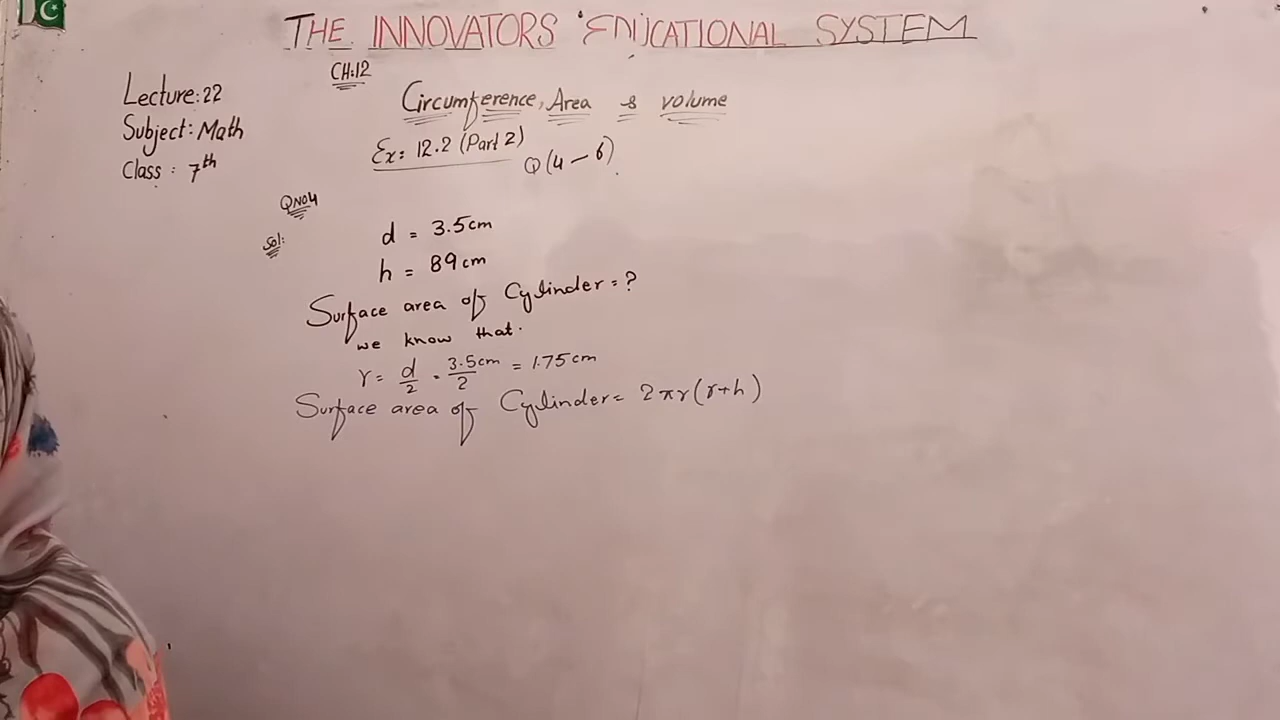 THE INNOVATORS EDUCATIONAL SYSTEM
CH:12
Lecture:22
Circumference, Area & volume
Subject: Math
Ex: 12.2 (Part 2)
Q(4-6)
Class : 7th
QNO4
Sol:
d = 3.5cm
h = 89cm
Surface area of Cylinder = ?
we know that.
r = d/2 = 3.5cm/2 = 1.75cm
Surface area of Cylinder = 2πr(r+h)